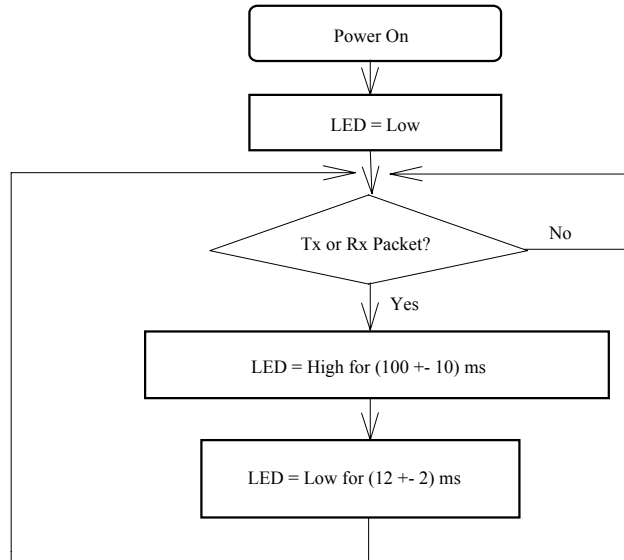 Power On
LED = Low
Tx or Rx Packet?
No
Yes
LED = High for (100 +- 10) ms
LED = Low for (12 +- 2) ms